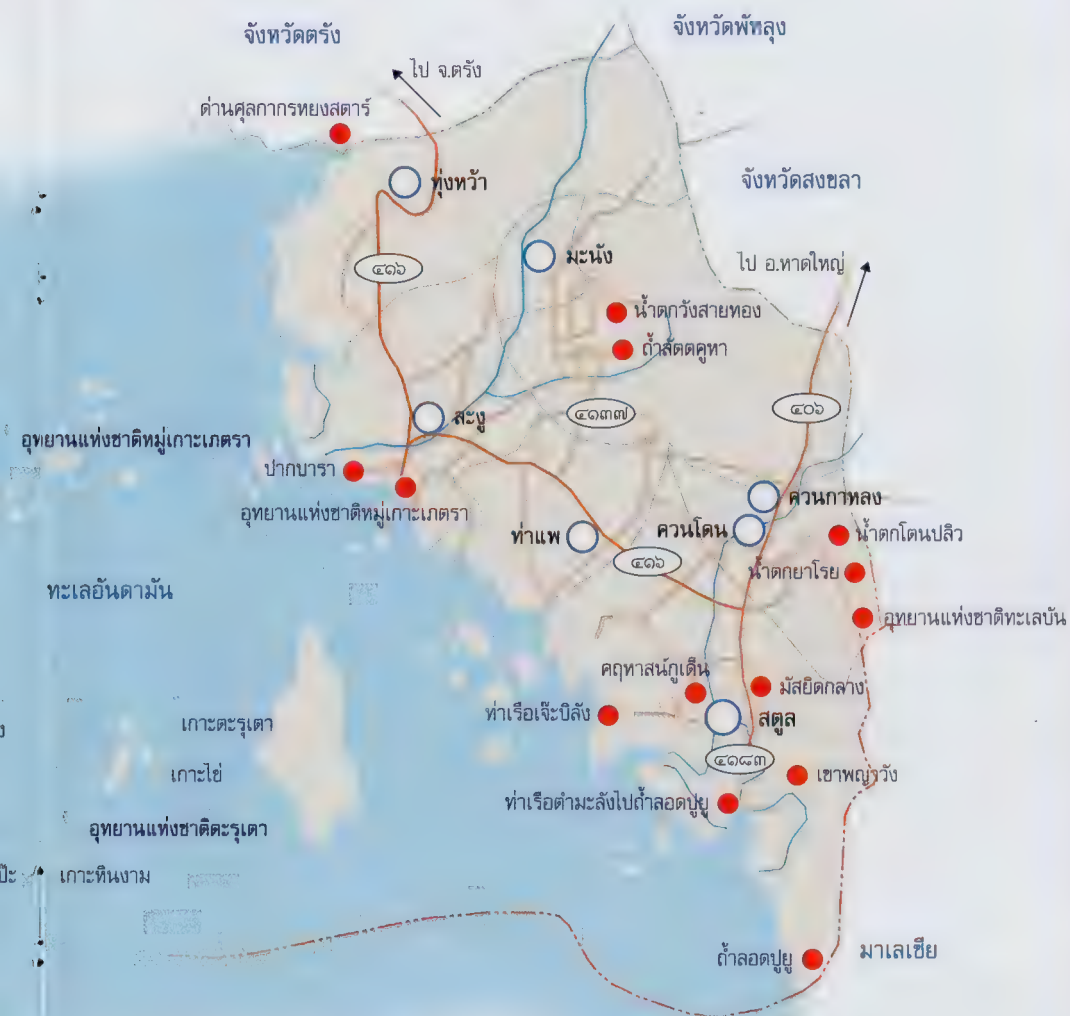 จังหวัดตรัง
จังหวัดพัทลุง
ไป จ.ตรัง
ด่านศุลกากรหยงสตาร์
ทุ่งหว้า
จังหวัดสงขลา
มะนัง
ไป อ.หาดใหญ่
๔๑๖
น้ำตกวังสายทอง
ถ้ำสัตตคูหา
สะงู
๔๑๓๗
๔๐๖
อุทยานแห่งชาติหมู่เกาะเภตรา
ปากบารา
อุทยานแห่งชาติหมู่เกาะเภตรา
ควนกาหลง
ควนโดน
ท่าแพ
น้ำตกโตนปลิว
๔๑๖
น้ำตกยาโรย
ทะเลอันดามัน
อุทยานแห่งชาติทะเลบัน
คฤหาสน์กูเด็น
มัสยิดกลาง
ท่าเรือเจ๊ะบิลัง
สตูล
เกาะตะรุเตา
๔๑๘๓
เกาะไข่
เขาพญาวัง
ท่าเรือตำมะลังไปถ้ำลอดปูยู
อุทยานแห่งชาติตะรุเตา
เกาะหินงาม
ถ้ำลอดปูยู
มาเลเซีย